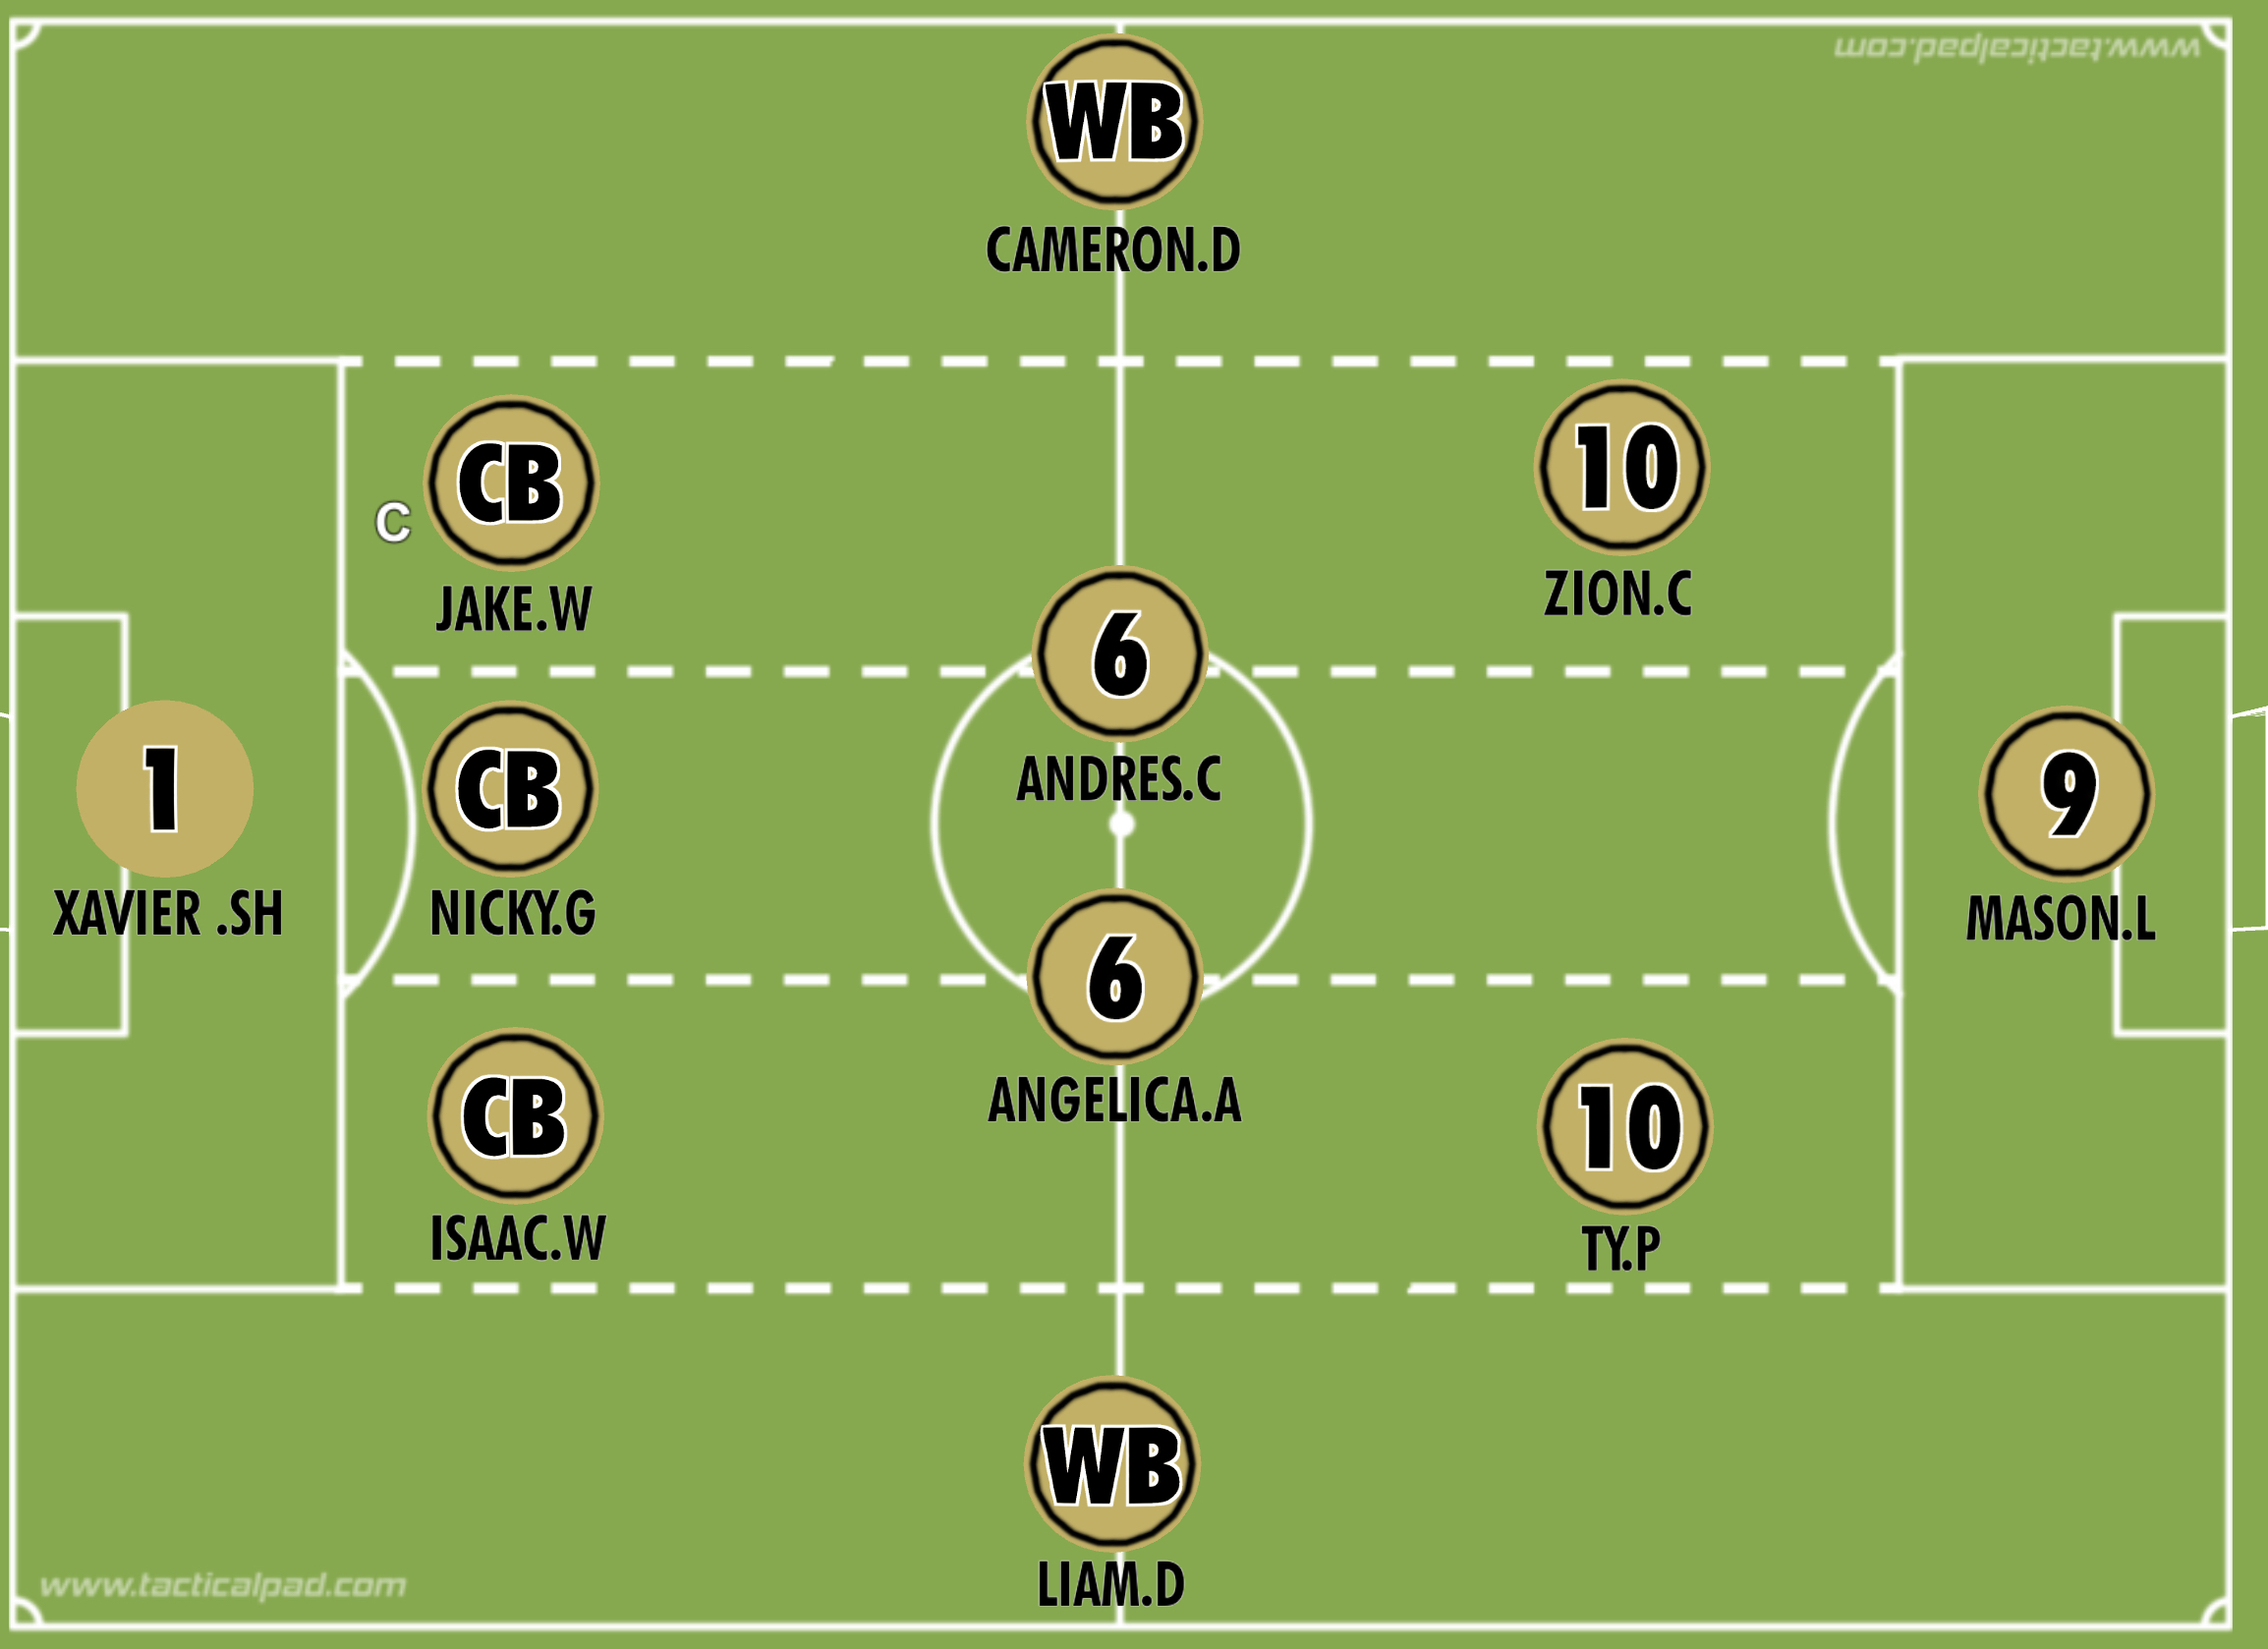 www.tacticalpad.com
WB
CAMERON.D
CB
C
JAKE.W
10
ZION.C
6
ANDRES.C
1
XAVIER .SH
CB
NICKY.G
9
MASON.L
6
ANGELICA.A
CB
ISAAC.W
10
TY.P
WB
LIAM.D
www.tacticalpad.com